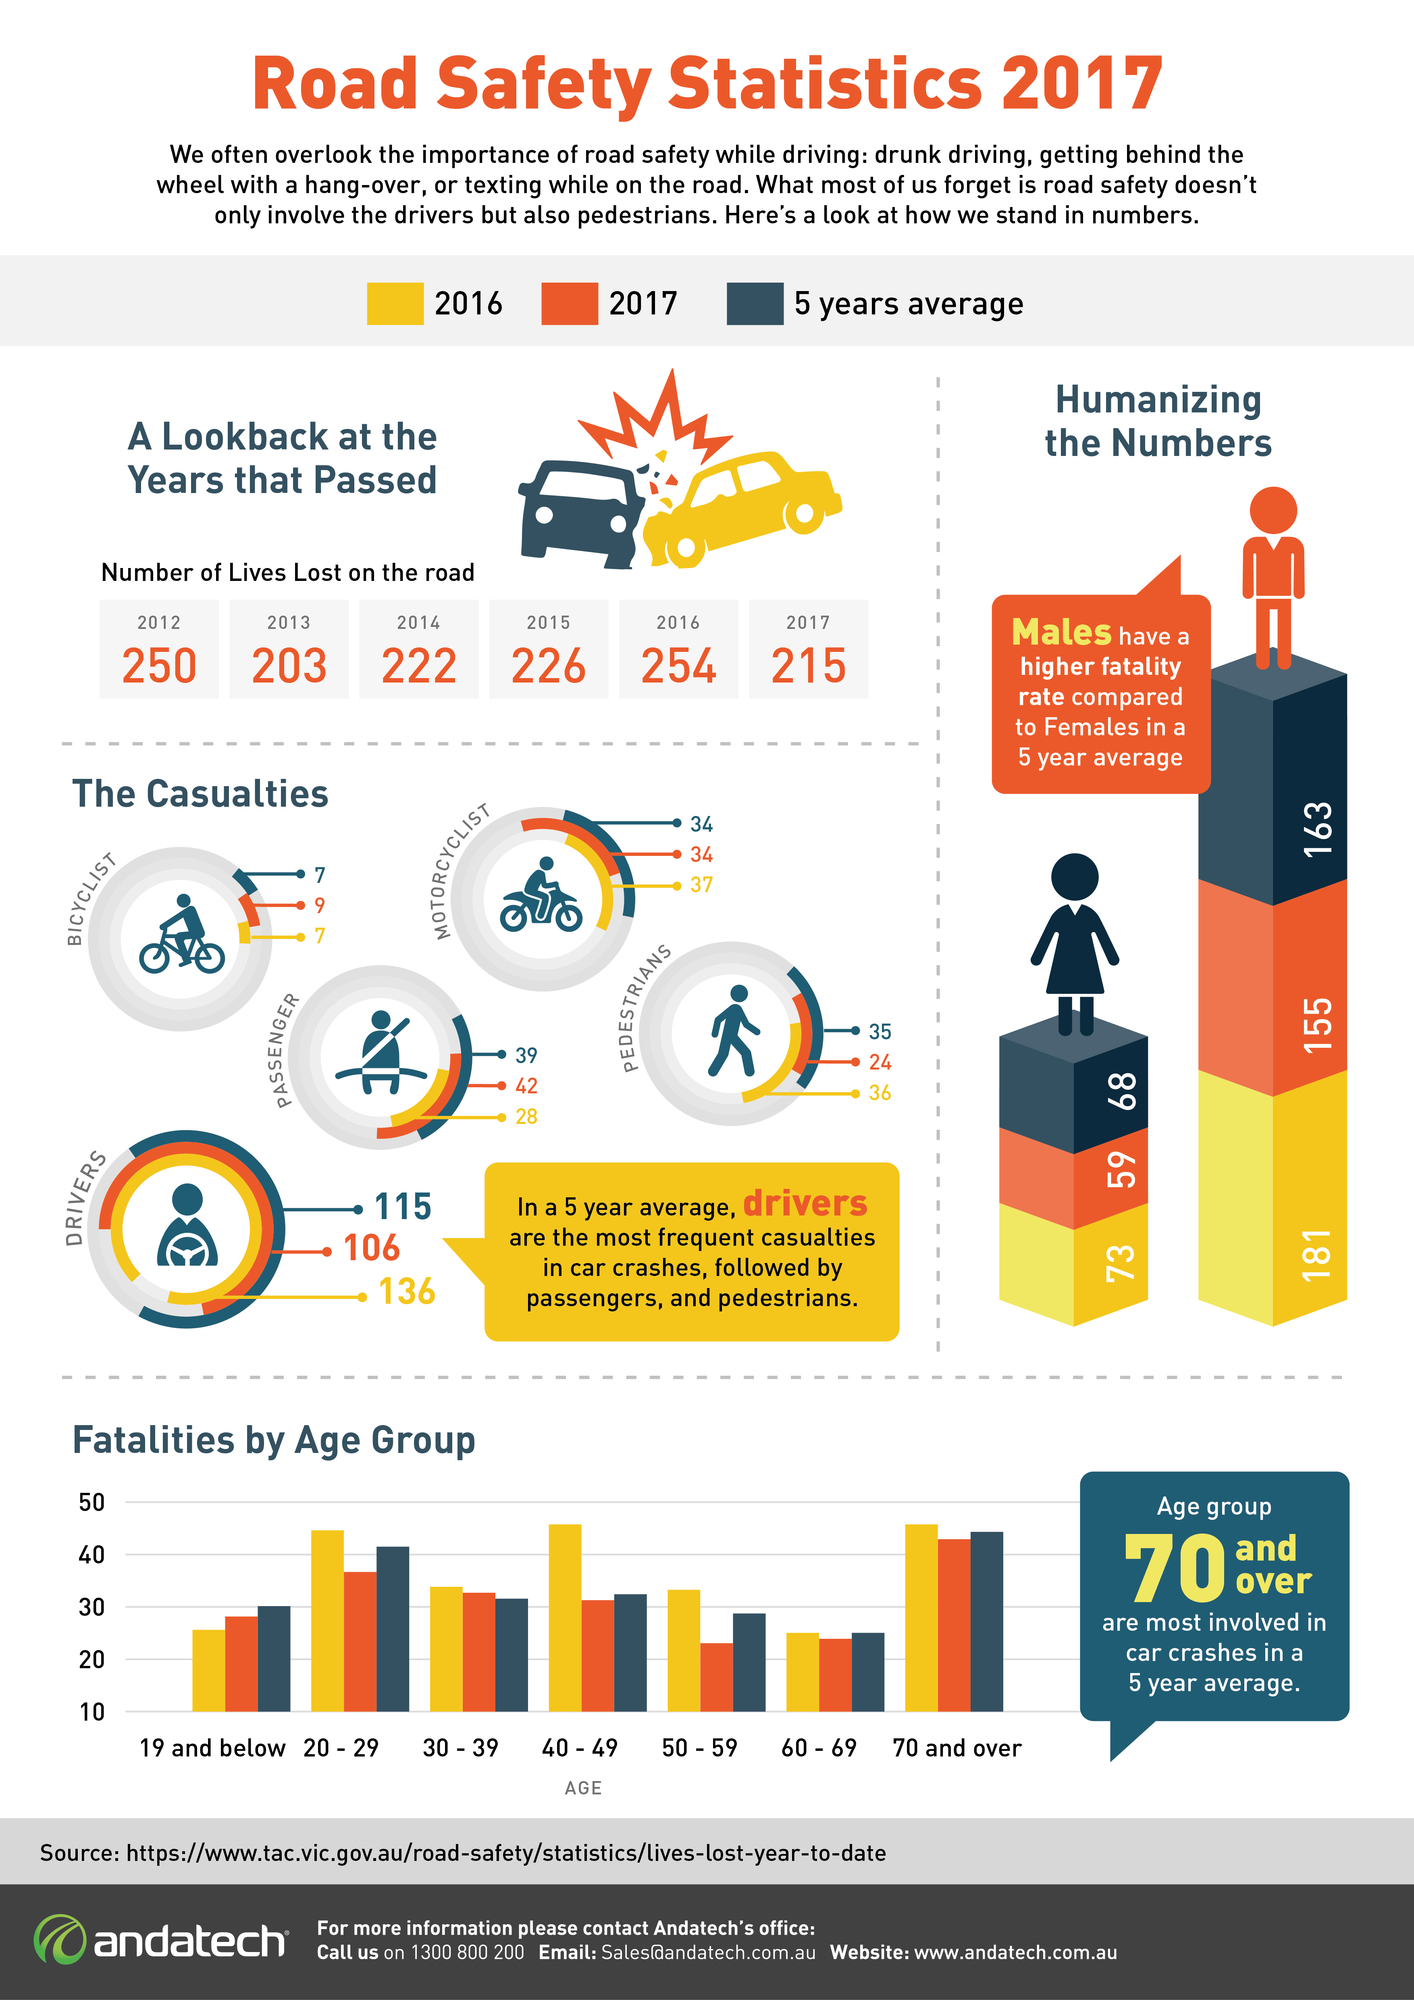 Road Safety Statistics 2017
We often overlook the importance of road safety while driving: drunk driving, getting behind the
wheel with a hang-over, or texting while on the road. What most of us forget is road safety doesn't
only involve the drivers but also pedestrians. Here's a look at how we stand in numbers.
2016 2017 5 years average
A Lookback at the
Years that Passed
Number of Lives Lost on the road
2012 2013 2014 2015 2016 2017
250 203 222 226 254 215
The Casualties
BICYCLIST
7
9
7
MOTORCYCLIST
34
34
37
PASSENGER
39
42
28
PEDESTRIANS
35
24
36
DRIVERS
115
106
136
In a 5 year average, drivers
are the most frequent casualties
in car crashes, followed by
passengers, and pedestrians.
Humanizing
the Numbers
Males have a
higher fatality
rate compared
to Females in a
5 year average
68
59
73
163
155
181
Fatalities by Age Group
50
40
30
20
10
19 and below 20 - 29 30 - 39 40 - 49 50 - 59 60 - 69 70 and over
AGE
Age group
70 and
over
are most involved in
car crashes in a
5 year average.
Source: https://www.tac.vic.gov.au/road-safety/statistics/lives-lost-year-to-date
andatech
For more information please contact Andatech's office:
Call us on 1300 800 200 Email: Sales@andatech.com.au Website: www.andatech.com.au